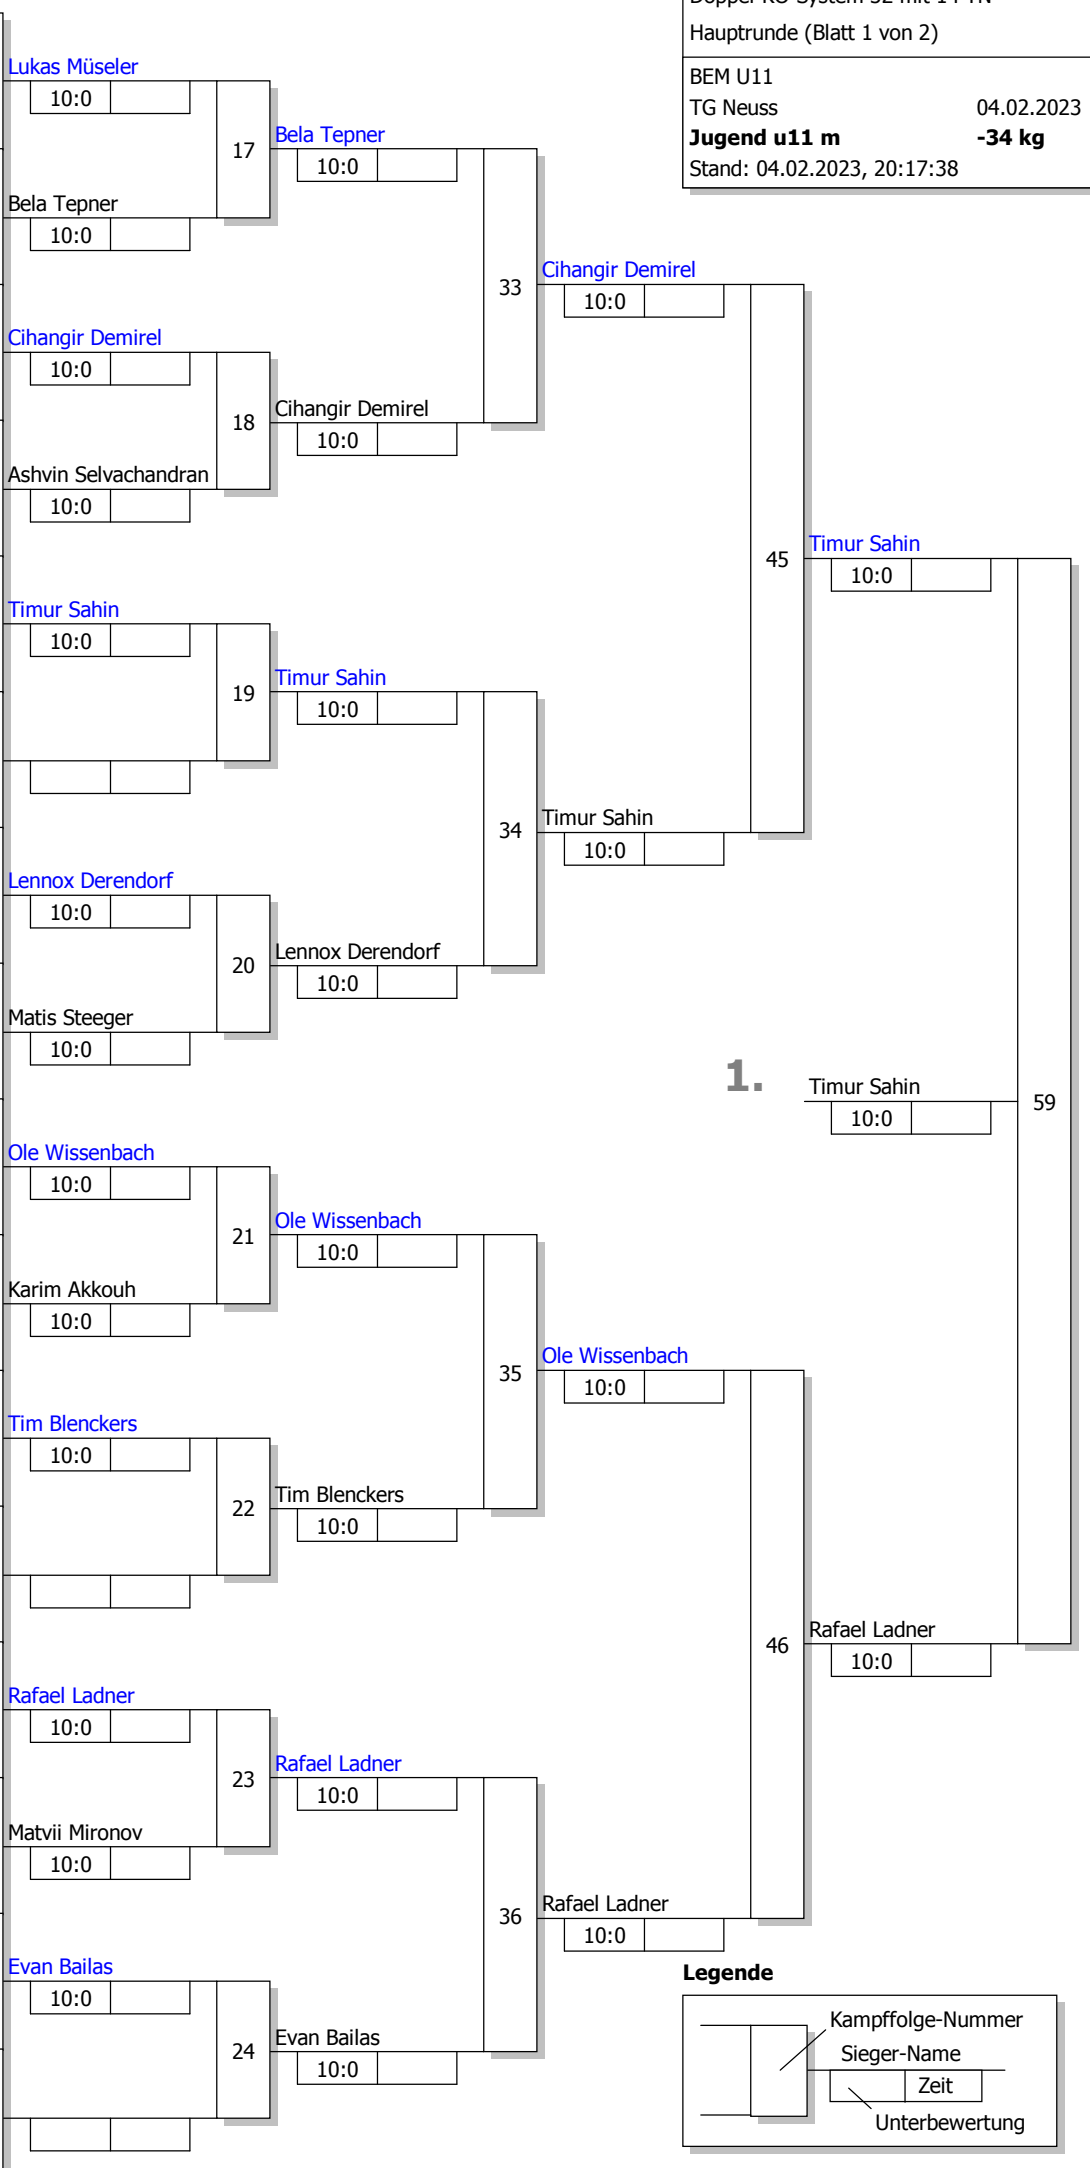 Doppel-KO-System 32 mit 14 TN
Hauptrunde (Blatt 1 von 2)
BEM U11
TG Neuss 04.02.2023
Jugend u11 m -34 kg
Stand: 04.02.2023, 20:17:38
Lukas Müseler
10:0
17
Bela Tepner
10:0
Bela Tepner
10:0
33
Cihangir Demirel
10:0
Cihangir Demirel
10:0
18
Cihangir Demirel
10:0
Ashvin Selvachandran
10:0
45
Timur Sahin
10:0
Timur Sahin
10:0
19
Timur Sahin
10:0
34
Timur Sahin
10:0
Lennox Derendorf
10:0
20
Lennox Derendorf
10:0
Matis Steeger
10:0
1.
Timur Sahin
10:0
59
Ole Wissenbach
10:0
21
Ole Wissenbach
10:0
Karim Akkouh
10:0
35
Ole Wissenbach
10:0
Tim Blenckers
10:0
22
Tim Blenckers
10:0
46
Rafael Ladner
10:0
Rafael Ladner
10:0
23
Rafael Ladner
10:0
Matvii Mironov
10:0
36
Rafael Ladner
10:0
Evan Bailas
10:0
24
Evan Bailas
10:0
Legende
Kampffolge-Nummer
Sieger-Name
Zeit
Unterbewertung